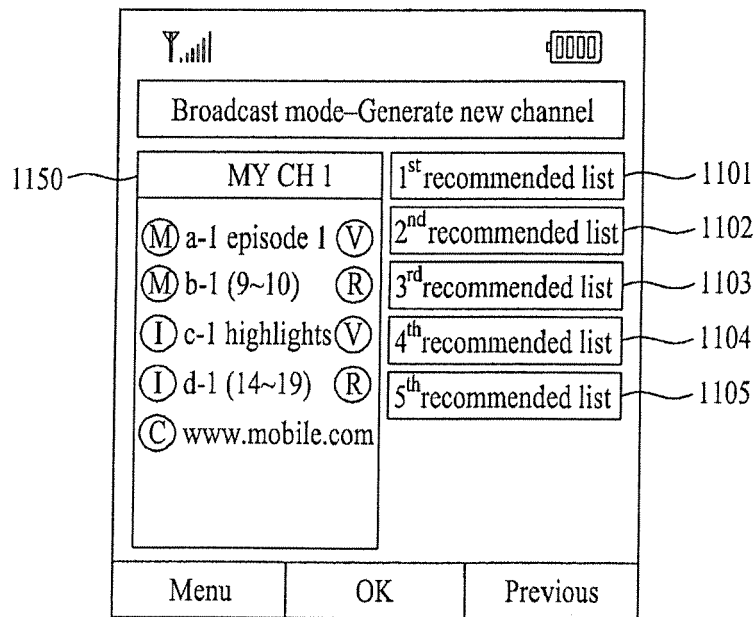 Broadcast mode–Generate new channel
1150
MY CH 1
Ⓜ a-1 episode 1 Ⓥ
Ⓜ b-1 (9~10) Ⓡ
Ⓘ c-1 highlights Ⓥ
Ⓘ d-1 (14~19) Ⓡ
Ⓒ www.mobile.com
1st recommended list 1101
2nd recommended list 1102
3rd recommended list 1103
4th recommended list 1104
5th recommended list 1105
Menu OK Previous